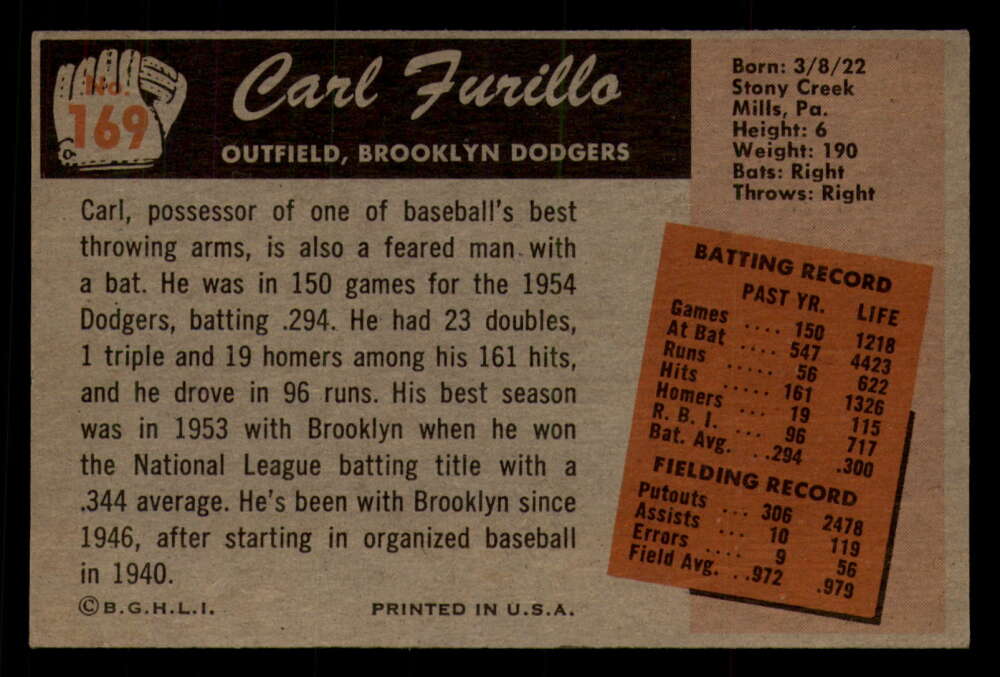 No.
169
Carl Furillo
OUTFIELD, BROOKLYN DODGERS
Born: 3/8/22
Stony Creek
Mills, Pa.
Height: 6
Weight: 190
Bats: Right
Throws: Right
Carl, possessor of one of baseball's best
throwing arms, is also a feared man with
a bat. He was in 150 games for the 1954
Dodgers, batting .294. He had 23 doubles,
1 triple and 19 homers among his 161 hits,
and he drove in 96 runs. His best season
was in 1953 with Brooklyn when he won
the National League batting title with a
.344 average. He's been with Brooklyn since
1946, after starting in organized baseball
in 1940.
©B.G.H.L.I. PRINTED IN U.S.A.
BATTING RECORD
PAST YR. LIFE
Games .... 150 1218
At Bat .... 547 4423
Runs ..... 56 622
Hits ..... 161 1326
Homers ... 19 115
R. B. I. ... 96 717
Bat. Avg. ..294 .300
FIELDING RECORD
Putouts ... 306 2478
Assists ... 10 119
Errors .... 9 56
Field Avg. ..972 .979